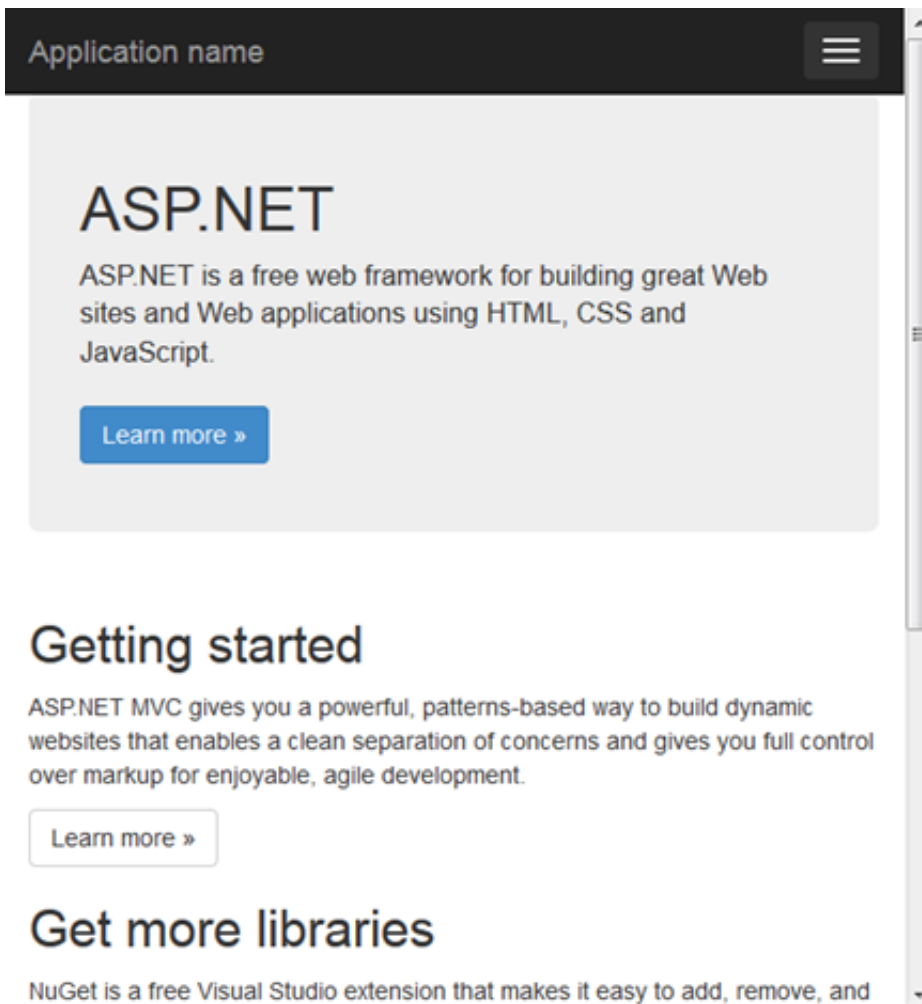 Application name
ASP.NET
ASP.NET is a free web framework for building great Web
sites and Web applications using HTML, CSS and
JavaScript.
Learn more »
Getting started
ASP.NET MVC gives you a powerful, patterns-based way to build dynamic
websites that enables a clean separation of concerns and gives you full control
over markup for enjoyable, agile development.
Learn more »
Get more libraries
NuGet is a free Visual Studio extension that makes it easy to add, remove, and